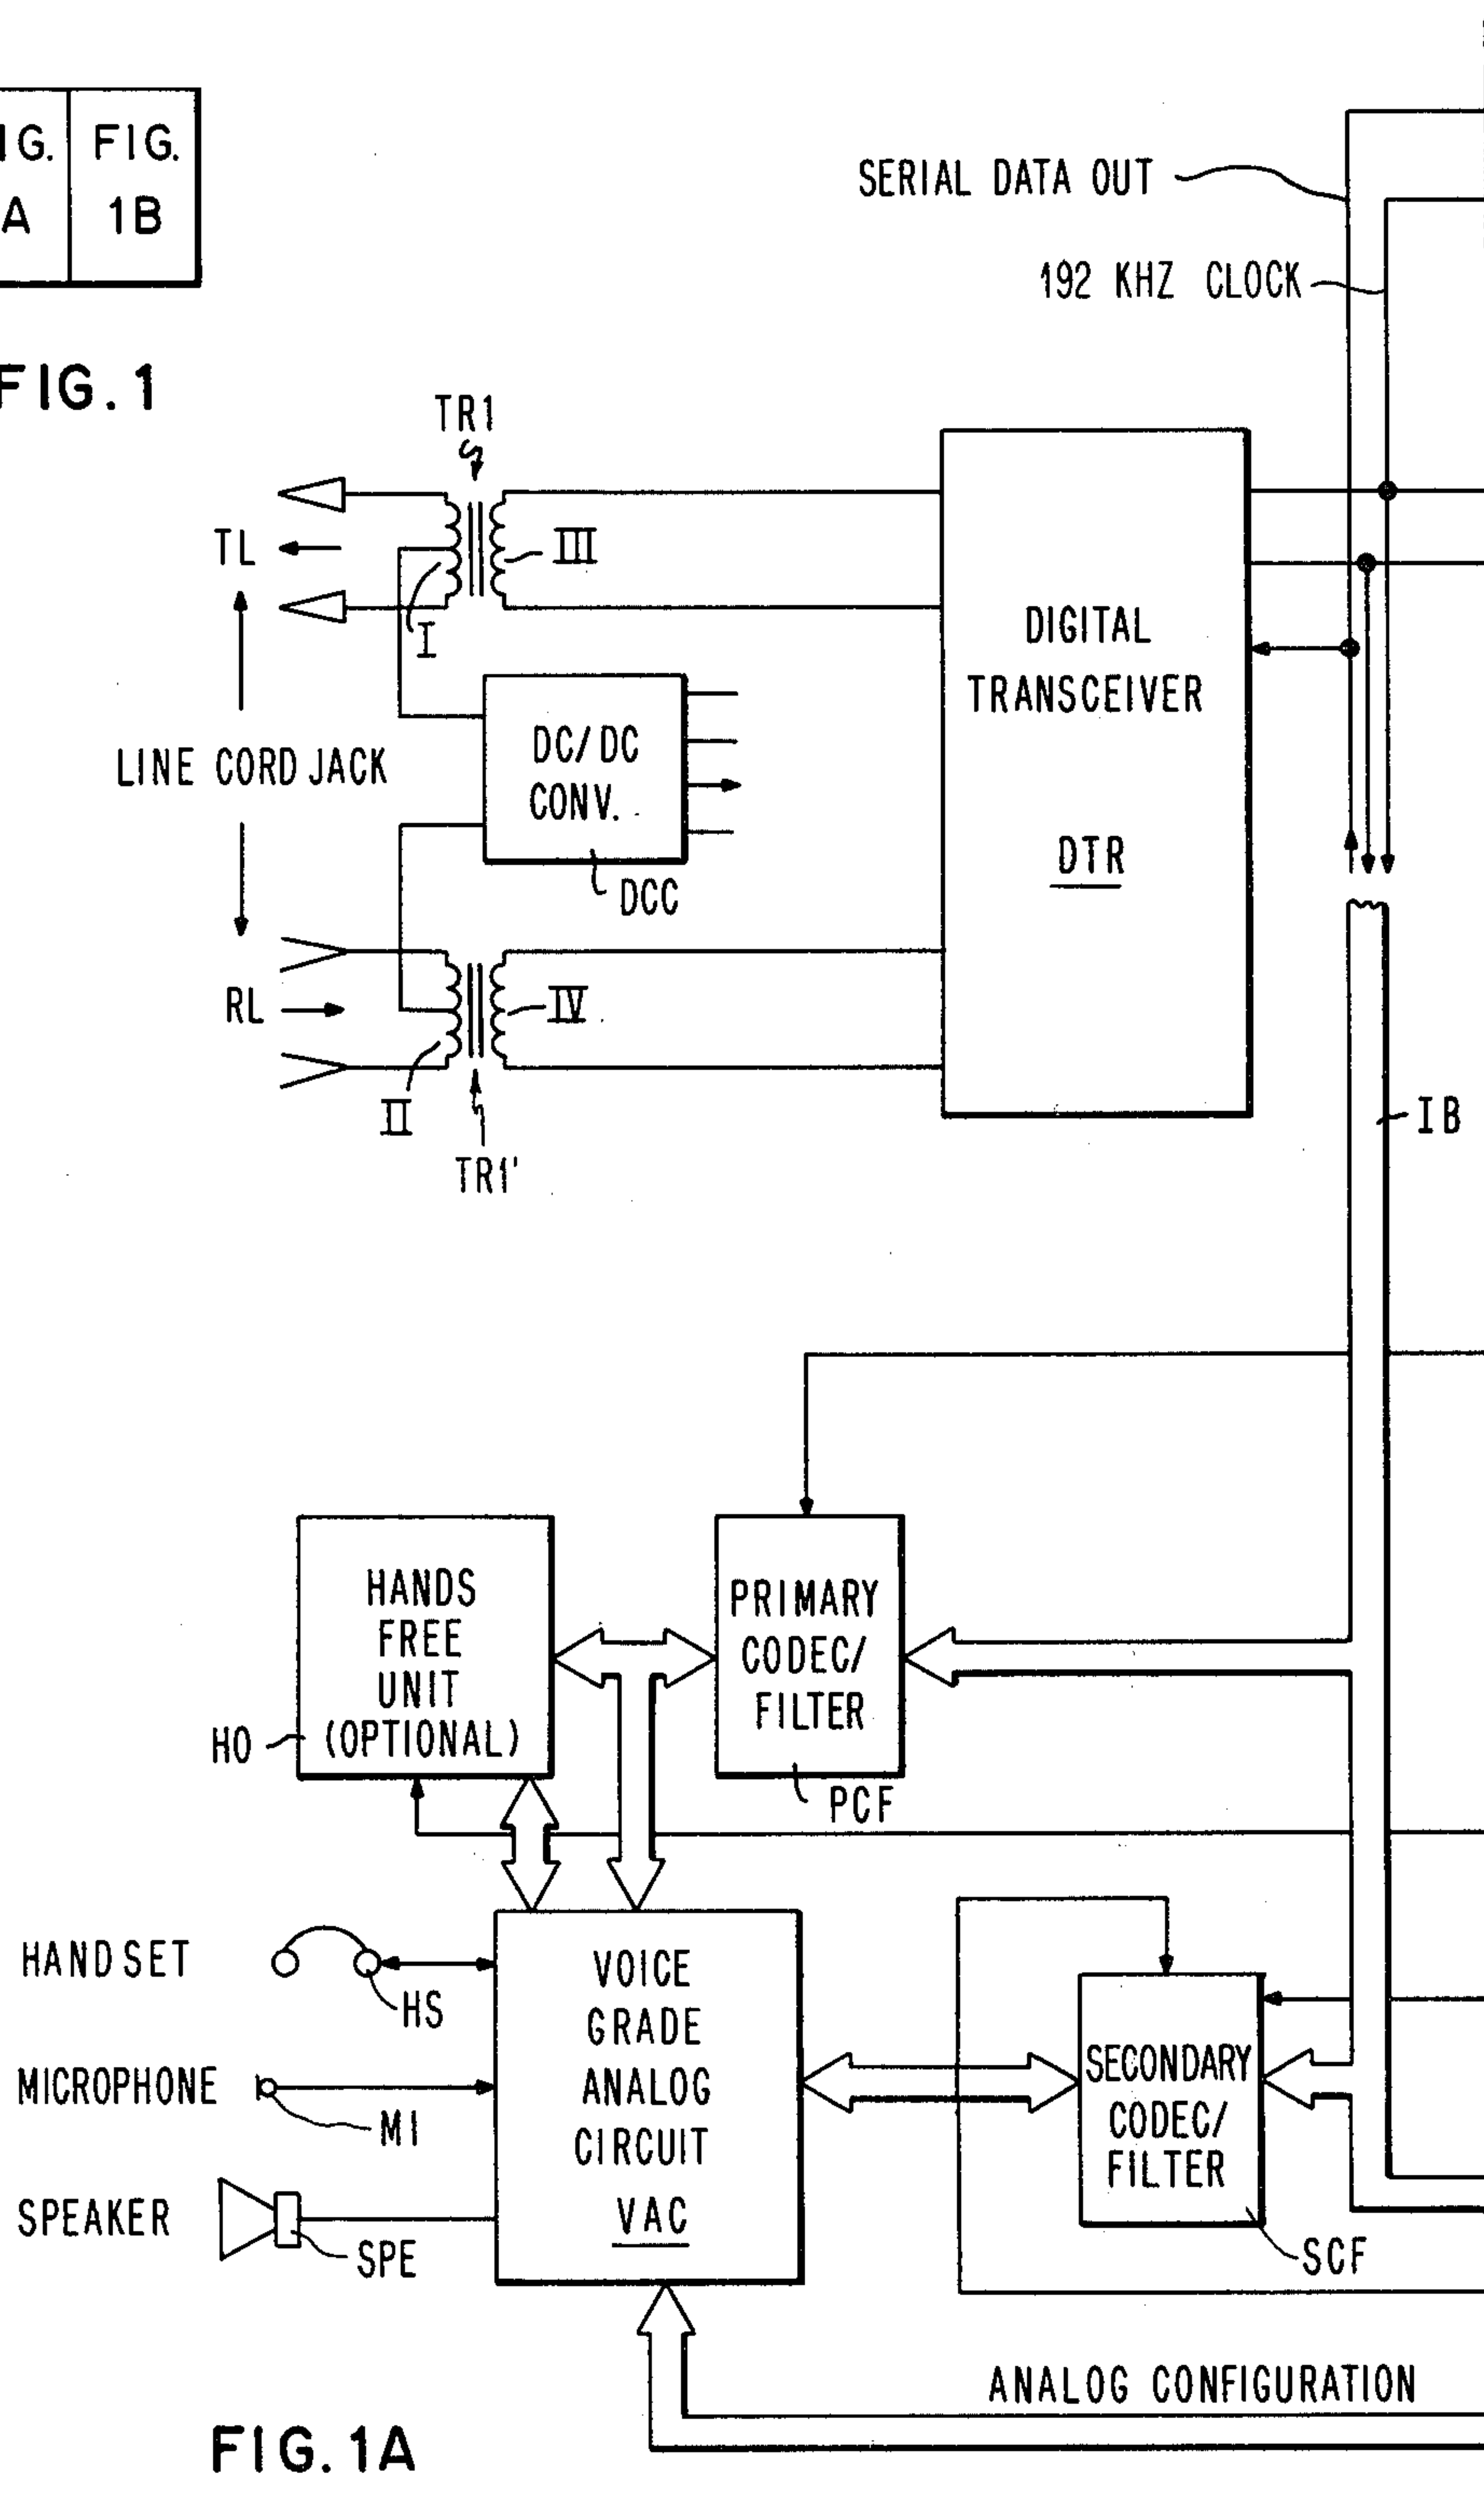 IG. FIG.
A 1B
FIG. 1
SERIAL DATA OUT
192 KHZ CLOCK
TR1
TL
III
I
DIGITAL
TRANSCEIVER
DTR
LINE CORD JACK
DC/DC
CONV.
DCC
RL
IV
II
TR1'
IB
HANDS
FREE
UNIT
(OPTIONAL)
HO
PRIMARY
CODEC/
FILTER
PCF
HANDSET
HS
MICROPHONE
MI
SPEAKER
SPE
VOICE
GRADE
ANALOG
CIRCUIT
VAC
SECONDARY
CODEC/
FILTER
SCF
ANALOG CONFIGURATION
FIG. 1A